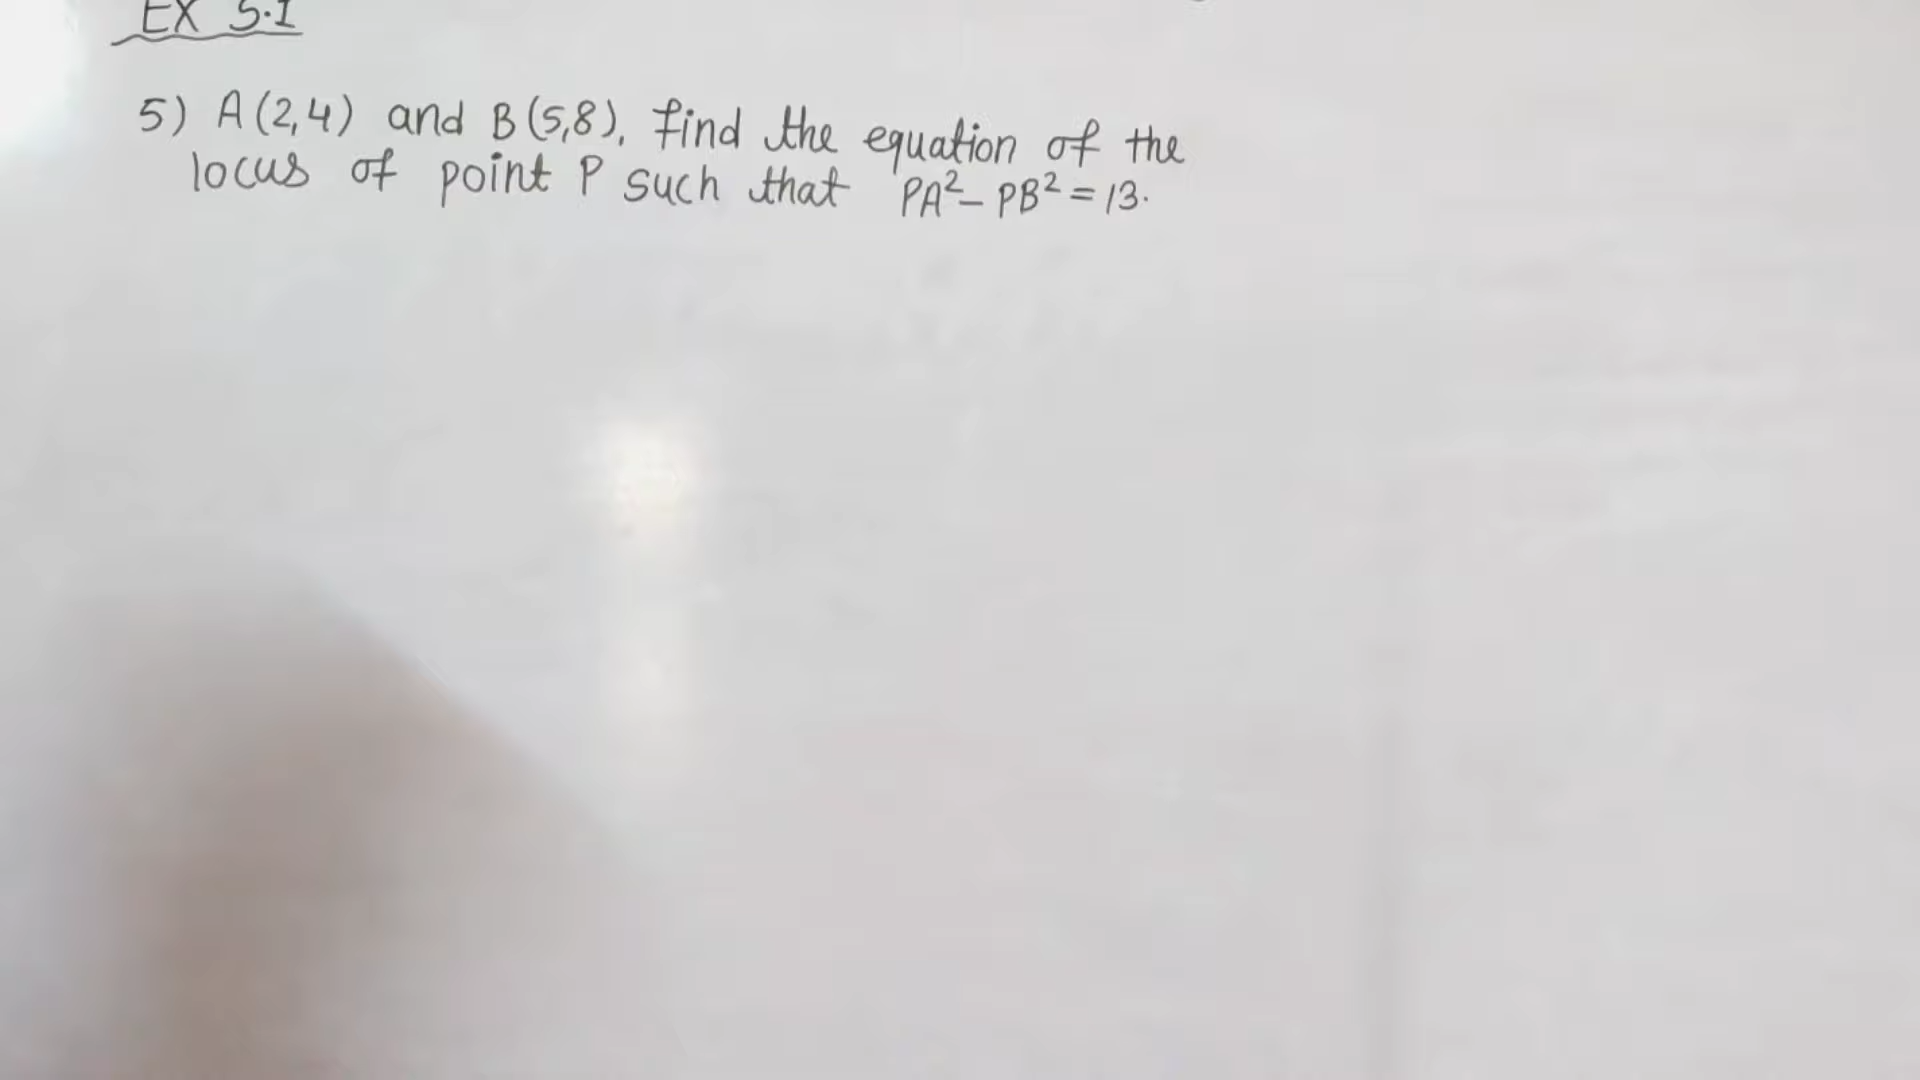 EX 5.1
5) A(2,4) and B(5,8), find the equation of the
locus of point P such that PA² - PB² = 13.